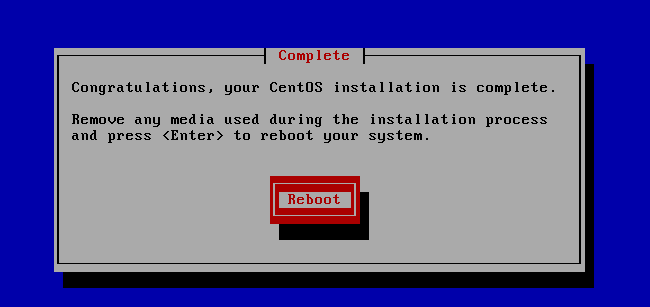 Complete
Congratulations, your CentOS installation is complete.
Remove any media used during the installation process
and press <Enter> to reboot your system.
Reboot